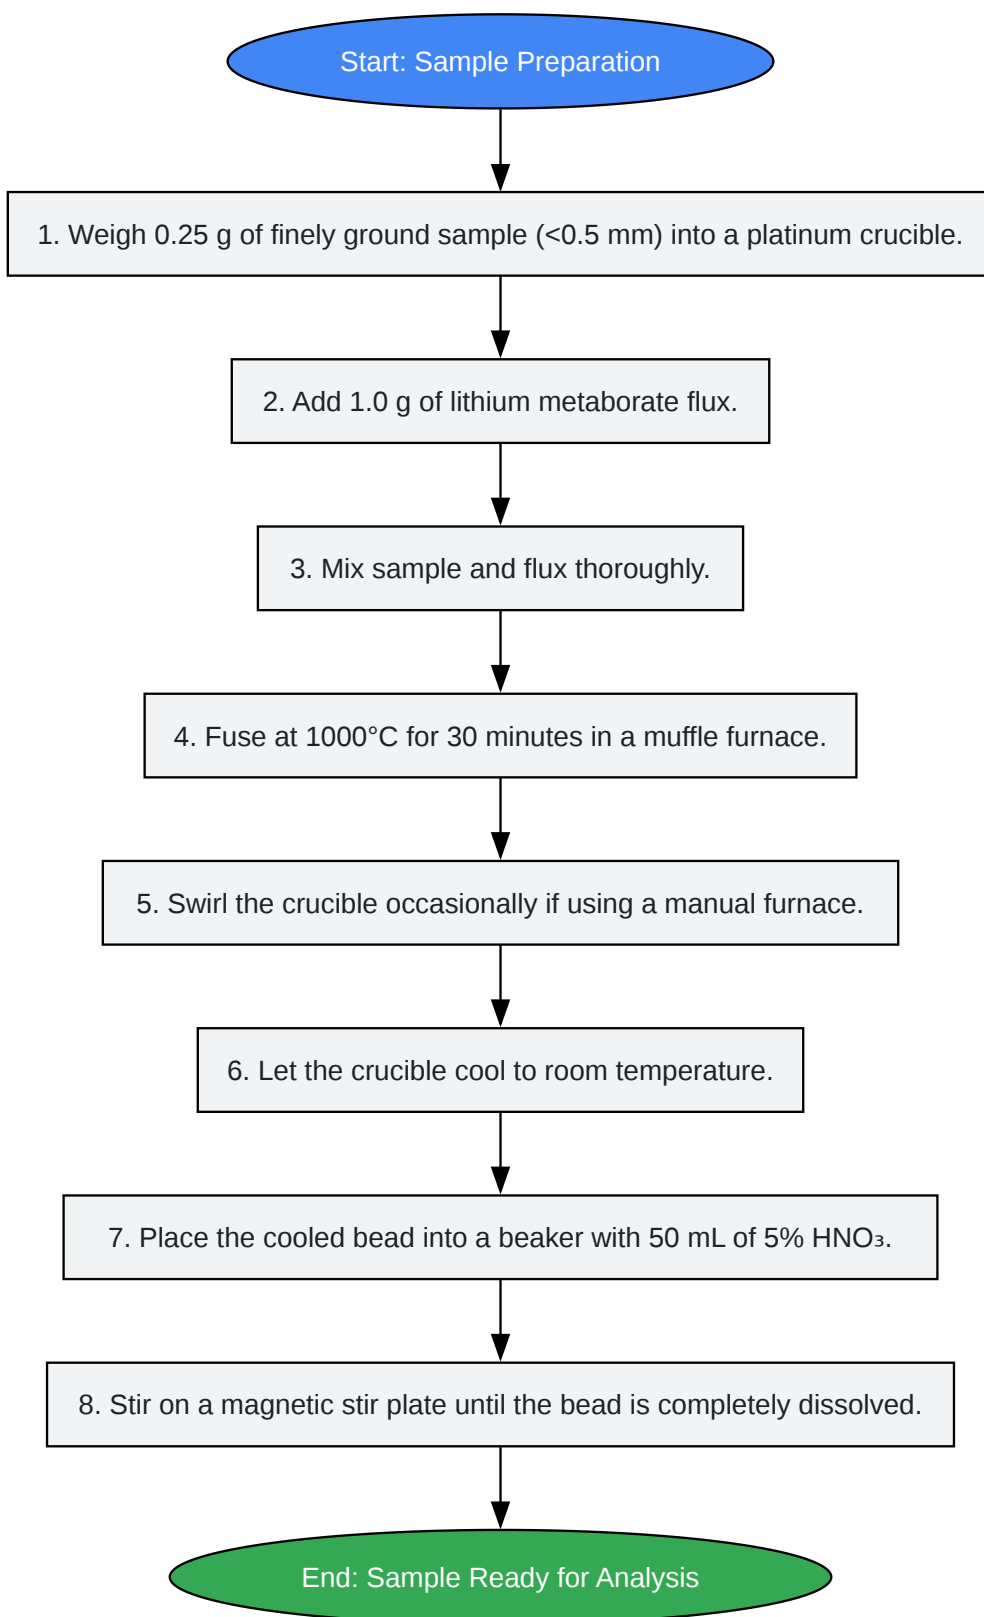 Start: Sample Preparation
1. Weigh 0.25 g of finely ground sample (<0.5 mm) into a platinum crucible.
2. Add 1.0 g of lithium metaborate flux.
3. Mix sample and flux thoroughly.
4. Fuse at 1000°C for 30 minutes in a muffle furnace.
5. Swirl the crucible occasionally if using a manual furnace.
6. Let the crucible cool to room temperature.
7. Place the cooled bead into a beaker with 50 mL of 5% HNO₃.
8. Stir on a magnetic stir plate until the bead is completely dissolved.
End: Sample Ready for Analysis